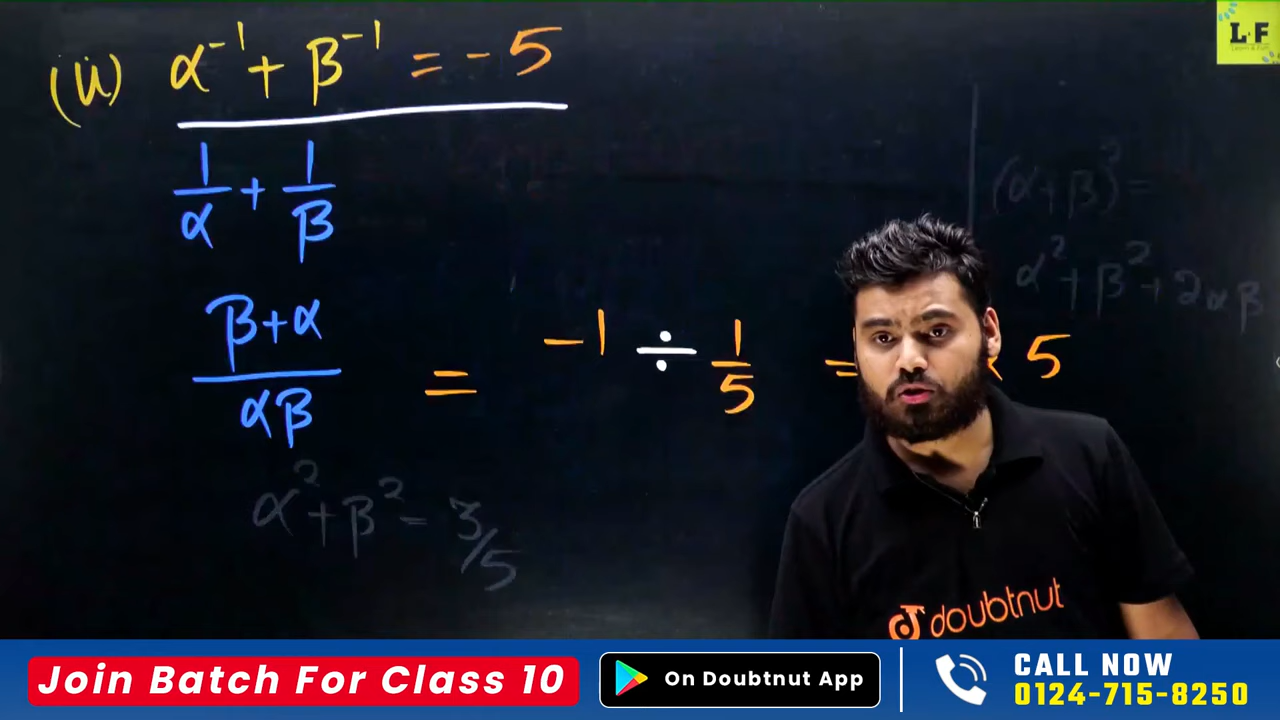 (ii) α⁻¹ + β⁻¹ = -5
1/α + 1/β
β+α/αβ = -1 ÷ 1/5 = × 5
α² + β² = 3/5
(α+β)² =
α² + β² + 2αβ
L.F
doubtnut
Join Batch For Class 10
On Doubtnut App
CALL NOW
0124-715-8250